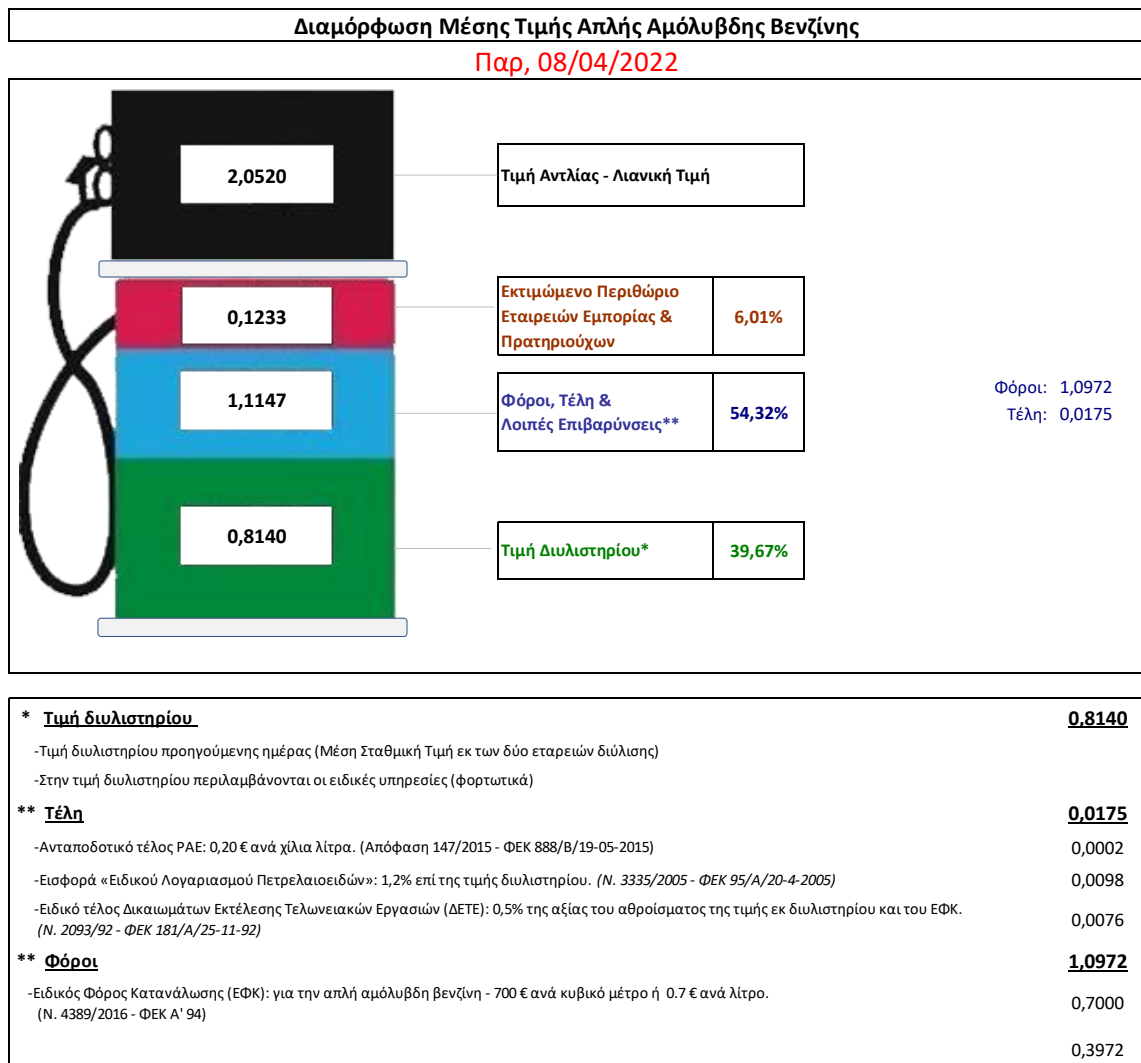 Διαμόρφωση Μέσης Τιμής Απλής Αμόλυβδης Βενζίνης
Παρ, 08/04/2022
2,0520
Τιμή Αντλίας - Λιανική Τιμή
0,1233
Εκτιμώμενο Περιθώριο
Εταιρειών Εμπορίας &
Πρατηριούχων
6,01%
1,1147
Φόροι, Τέλη &
Λοιπές Επιβαρύνσεις**
54,32%
Φόροι: 1,0972
Τέλη: 0,0175
0,8140
Τιμή Διυλιστηρίου*
39,67%
* Τιμή διυλιστηρίου 0,8140
-Τιμή διυλιστηρίου προηγούμενης ημέρας (Μέση Σταθμική Τιμή εκ των δύο εταρειών διύλισης)
-Στην τιμή διυλιστηρίου περιλαμβάνονται οι ειδικές υπηρεσίες (φορτωτικά)
** Τέλη 0,0175
-Ανταποδοτικό τέλος ΡΑΕ: 0,20 € ανά χίλια λίτρα. (Απόφαση 147/2015 - ΦΕΚ 888/Β/19-05-2015) 0,0002
-Εισφορά «Ειδικού Λογαριασμού Πετρελαιοειδών»: 1,2% επί της τιμής διυλιστηρίου. (Ν. 3335/2005 - ΦΕΚ 95/Α/20-4-2005) 0,0098
-Ειδικό τέλος Δικαιωμάτων Εκτέλεσης Τελωνειακών Εργασιών (ΔΕΤΕ): 0,5% της αξίας του αθροίσματος της τιμής εκ διυλιστηρίου και του ΕΦΚ. 0,0076
(Ν. 2093/92 - ΦΕΚ 181/Α/25-11-92)
** Φόροι 1,0972
-Ειδικός Φόρος Κατανάλωσης (ΕΦΚ): για την απλή αμόλυβδη βενζίνη - 700 € ανά κυβικό μέτρο ή 0.7 € ανά λίτρο. 0,7000
(Ν. 4389/2016 - ΦΕΚ Α' 94)
0,3972